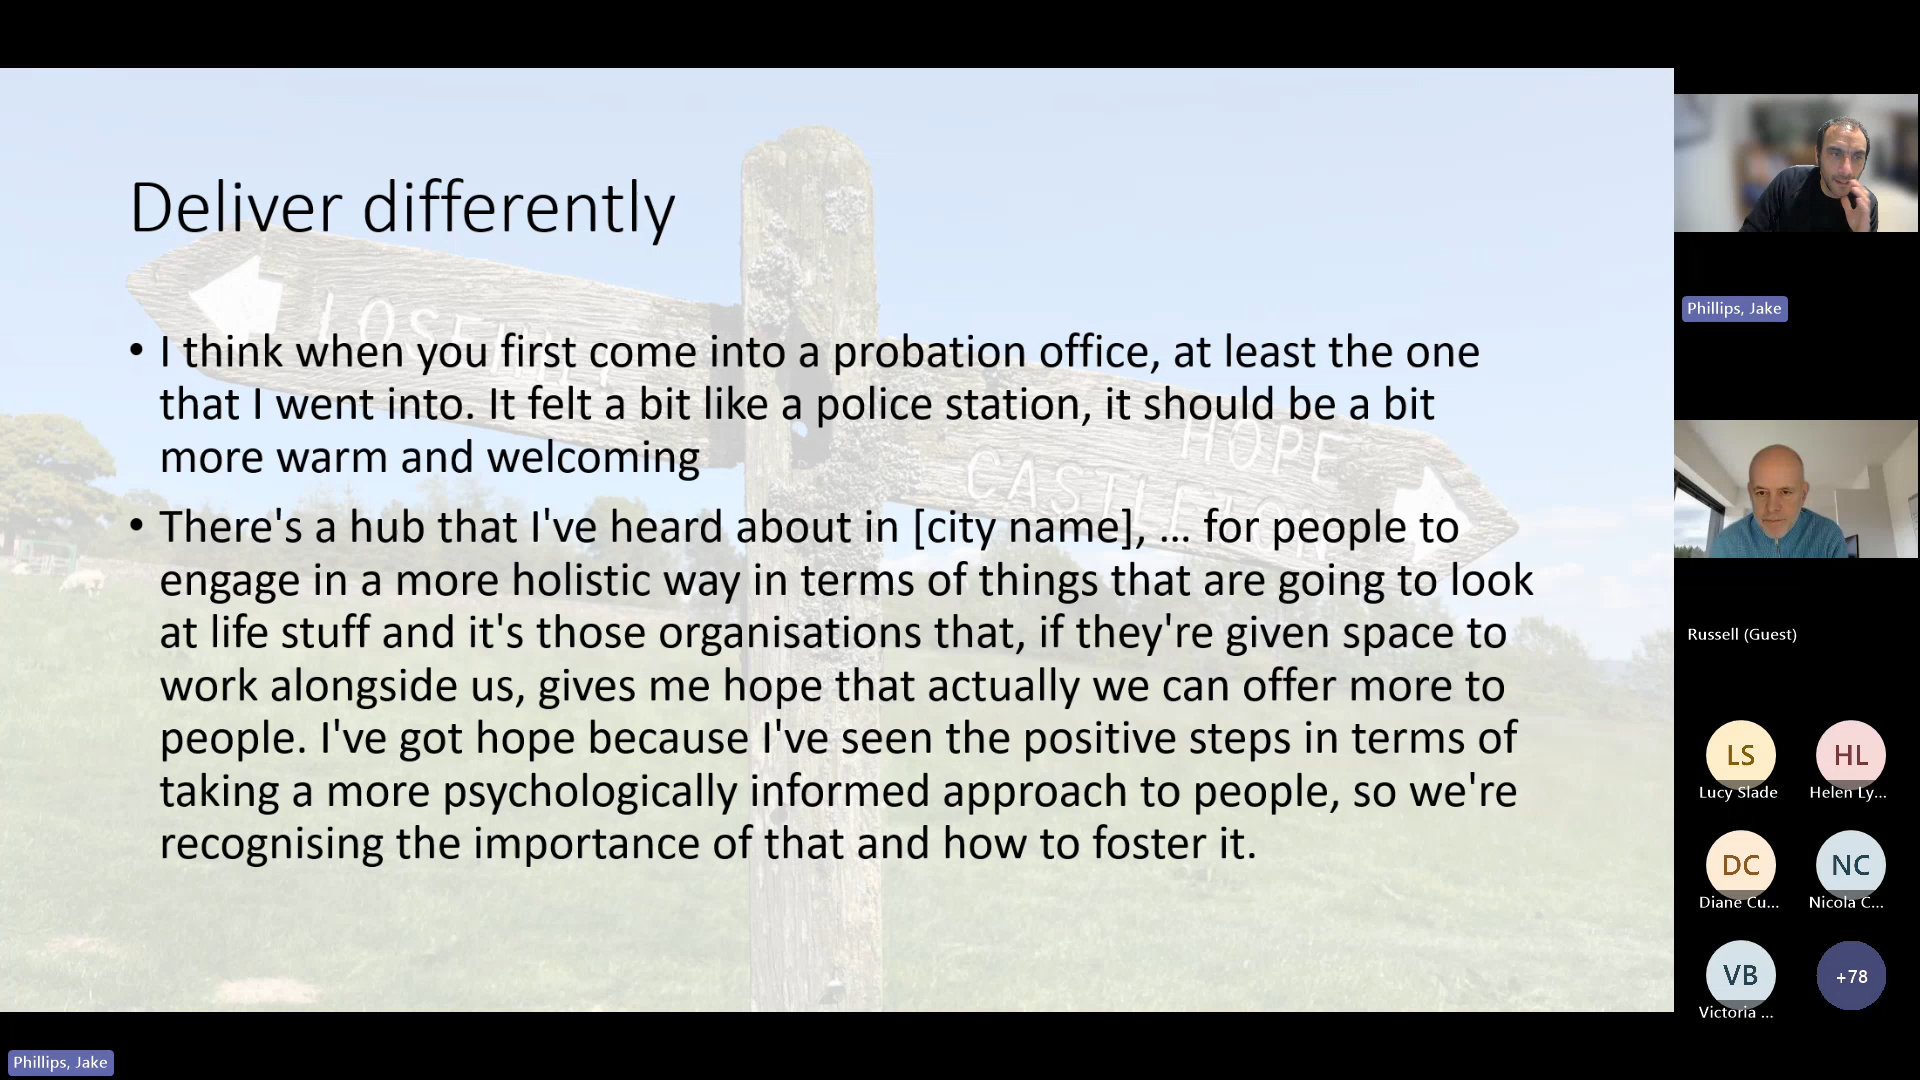 Deliver differently
• I think when you first come into a probation office, at least the one
that I went into. It felt a bit like a police station, it should be a bit
more warm and welcoming
• There's a hub that I've heard about in [city name], ... for people to
engage in a more holistic way in terms of things that are going to look
at life stuff and it's those organisations that, if they're given space to
work alongside us, gives me hope that actually we can offer more to
people. I've got hope because I've seen the positive steps in terms of
taking a more psychologically informed approach to people, so we're
recognising the importance of that and how to foster it.
LOSEHILL
HOPE
CASTLETON
Phillips, Jake
Russell (Guest)
LS
HL
Lucy Slade
Helen Ly...
DC
NC
Diane Cu...
Nicola C...
VB
+78
Victoria ...
Phillips, Jake